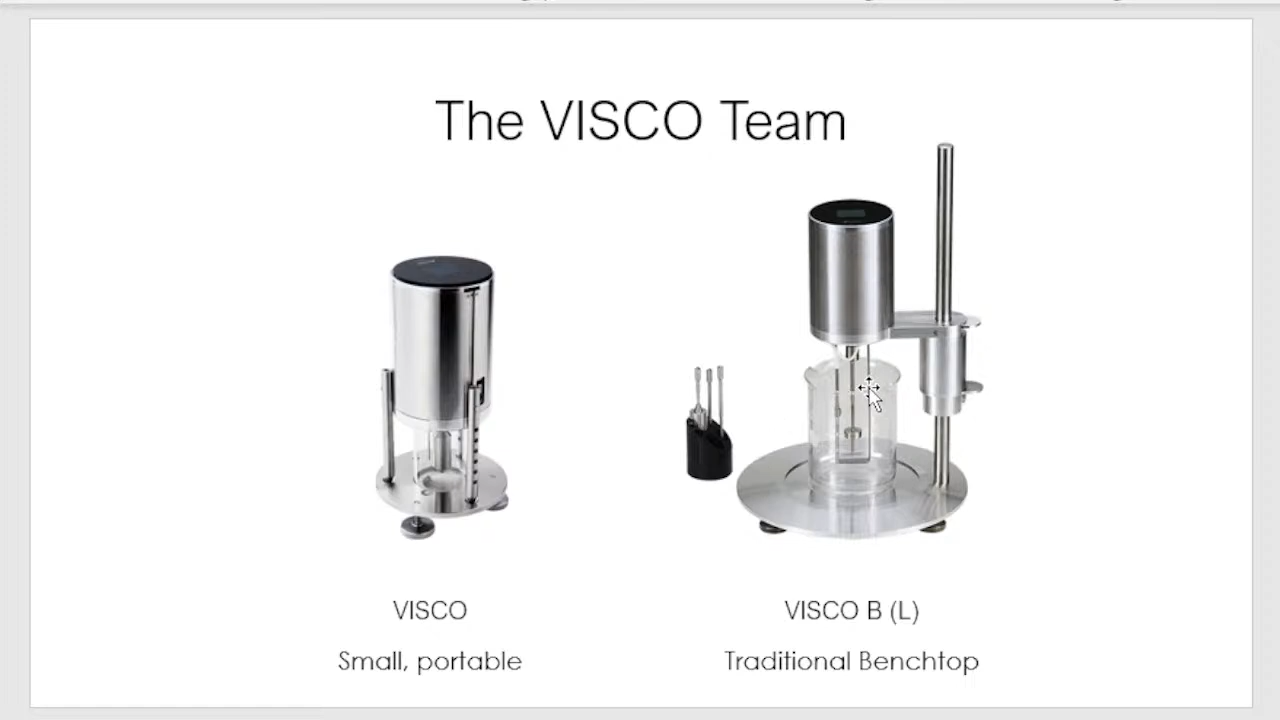 The VISCO Team
VISCO
VISCO B (L)
Small, portable
Traditional Benchtop